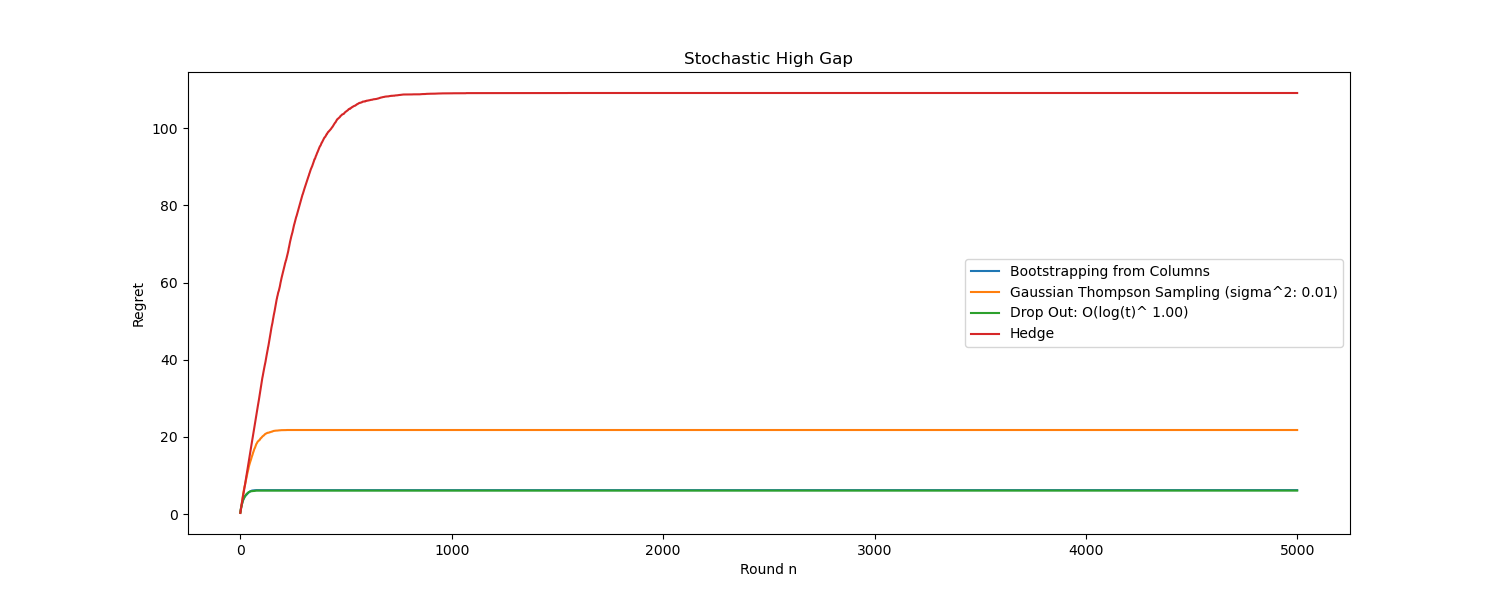 Stochastic High Gap
Regret
100
80
60
40
20
0
Bootstrapping from Columns
Gaussian Thompson Sampling (sigma^2: 0.01)
Drop Out: O(log(t)^ 1.00)
Hedge
0 1000 2000 3000 4000 5000
Round n